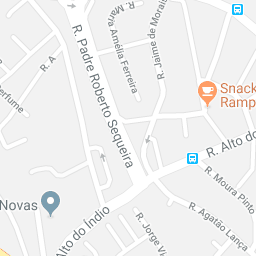 R. Marra
Amélia Ferreira
R. Jaime de Morais
R. A
R. Padre Roberto Sequeira
Snack
Ramp
erfume
R. Alto do
Novas
Alto do Índio
R. Moura Pinto
R. Agatão Lança
R. Jorge V